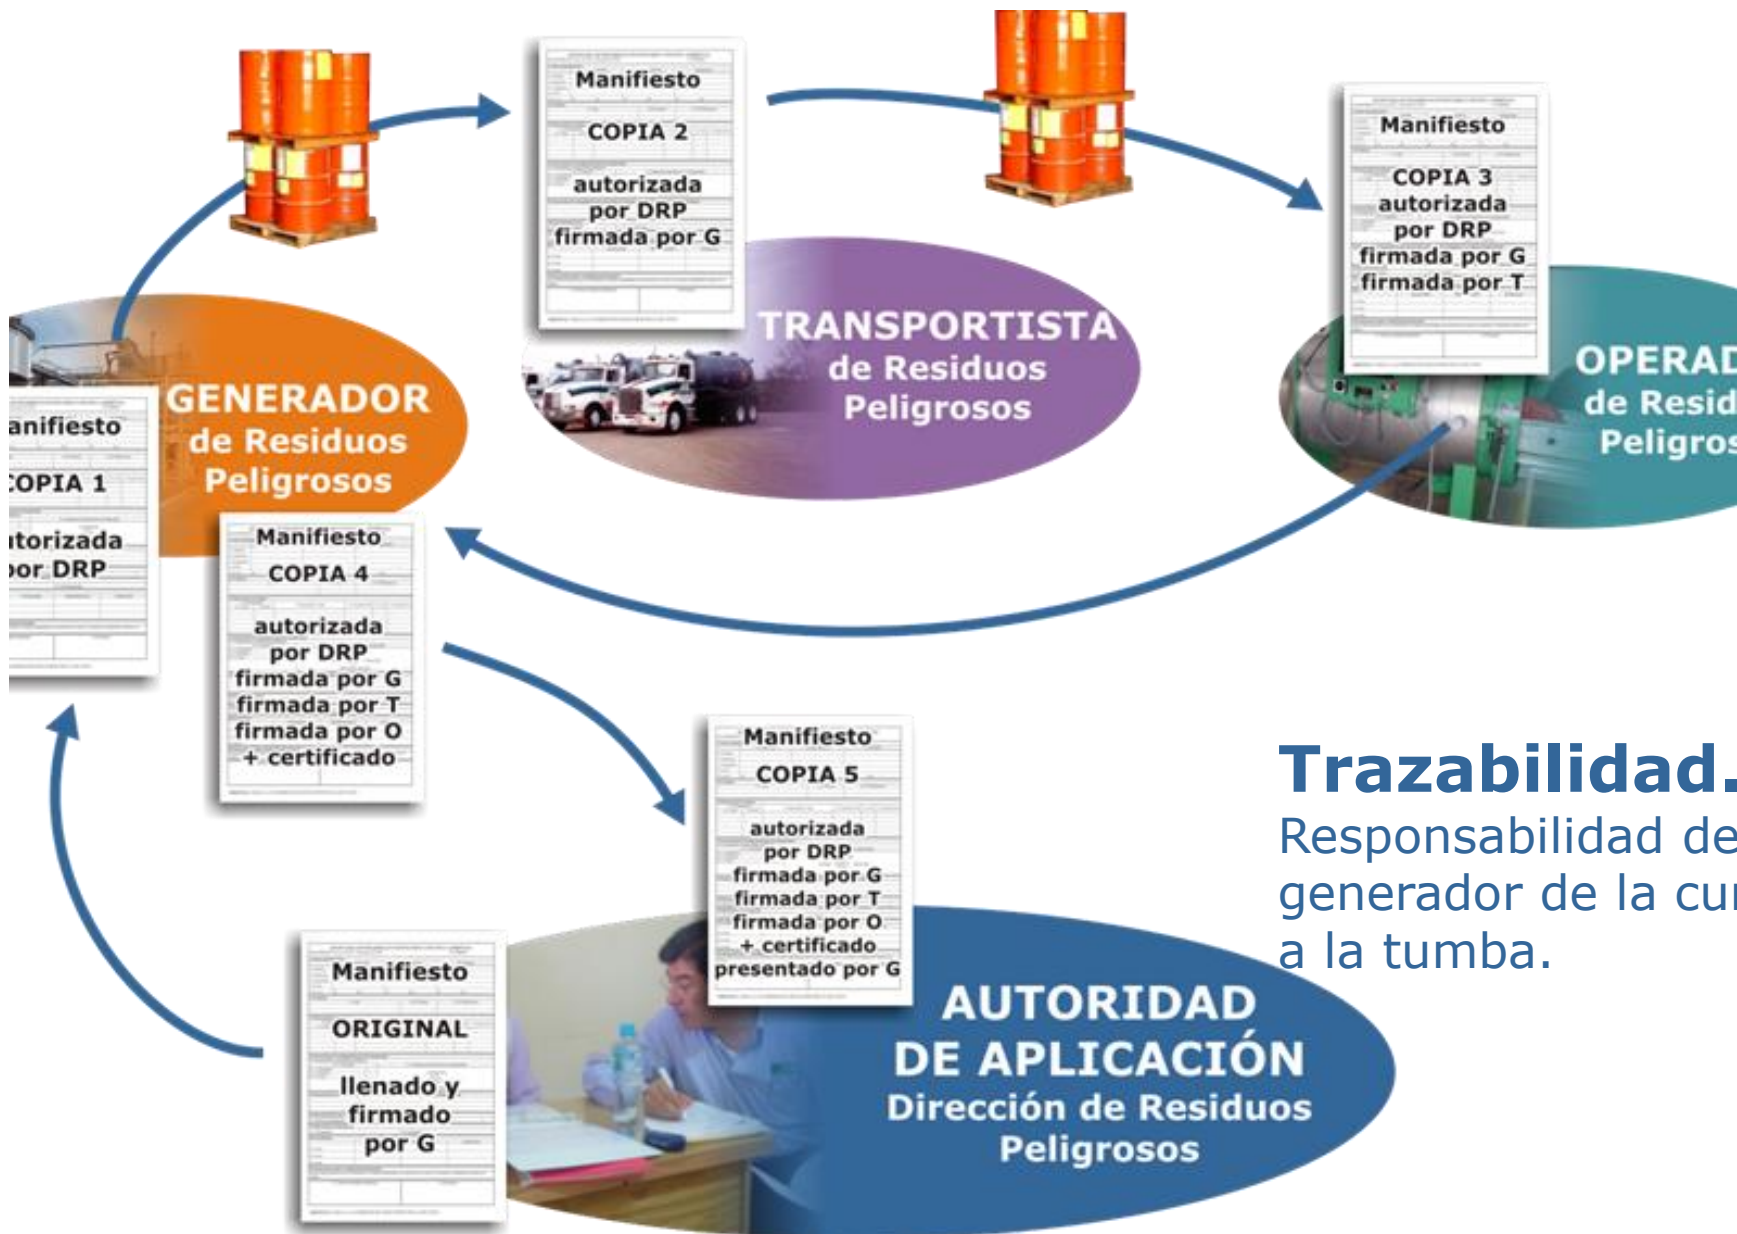 Manifiesto
COPIA 2
autorizada
por DRP
firmada por G
TRANSPORTISTA
de Residuos
Peligrosos
Manifiesto
COPIA 3
autorizada
por DRP
firmada por G
firmada por T
OPERAD
de Resid
Peligros
GENERADOR
de Residuos
Peligrosos
anifiesto
COPIA 1
torizada
por DRP
Manifiesto
COPIA 4
autorizada
por DRP
firmada por G
firmada por T
firmada por O
+ certificado
Manifiesto
COPIA 5
autorizada
por DRP
firmada por G
firmada por T
firmada por O
+ certificado
presentado por G
Trazabilidad.
Responsabilidad de
generador de la cu
a la tumba.
Manifiesto
ORIGINAL
llenado y
firmado
por G
AUTORIDAD
DE APLICACIÓN
Dirección de Residuos
Peligrosos